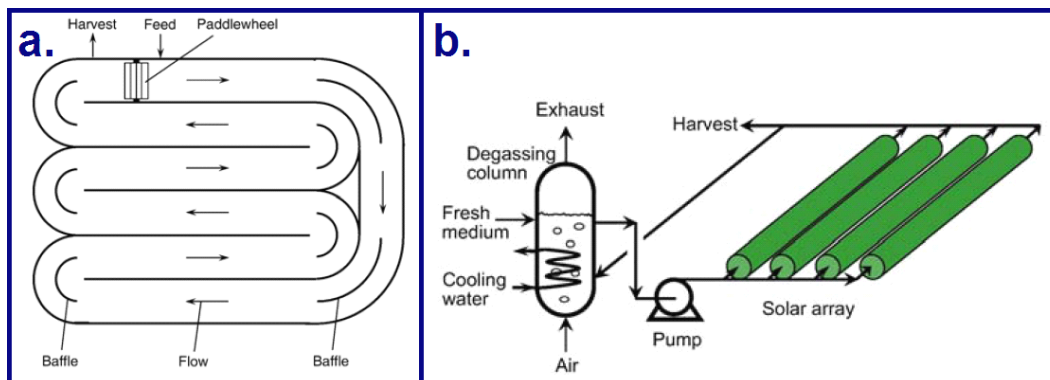 a.
Harvest
Feed
Paddlewheel
Baffle
Flow
Baffle
b.
Exhaust
Degassing
column
Fresh
medium
Cooling
water
Air
Pump
Harvest
Solar array